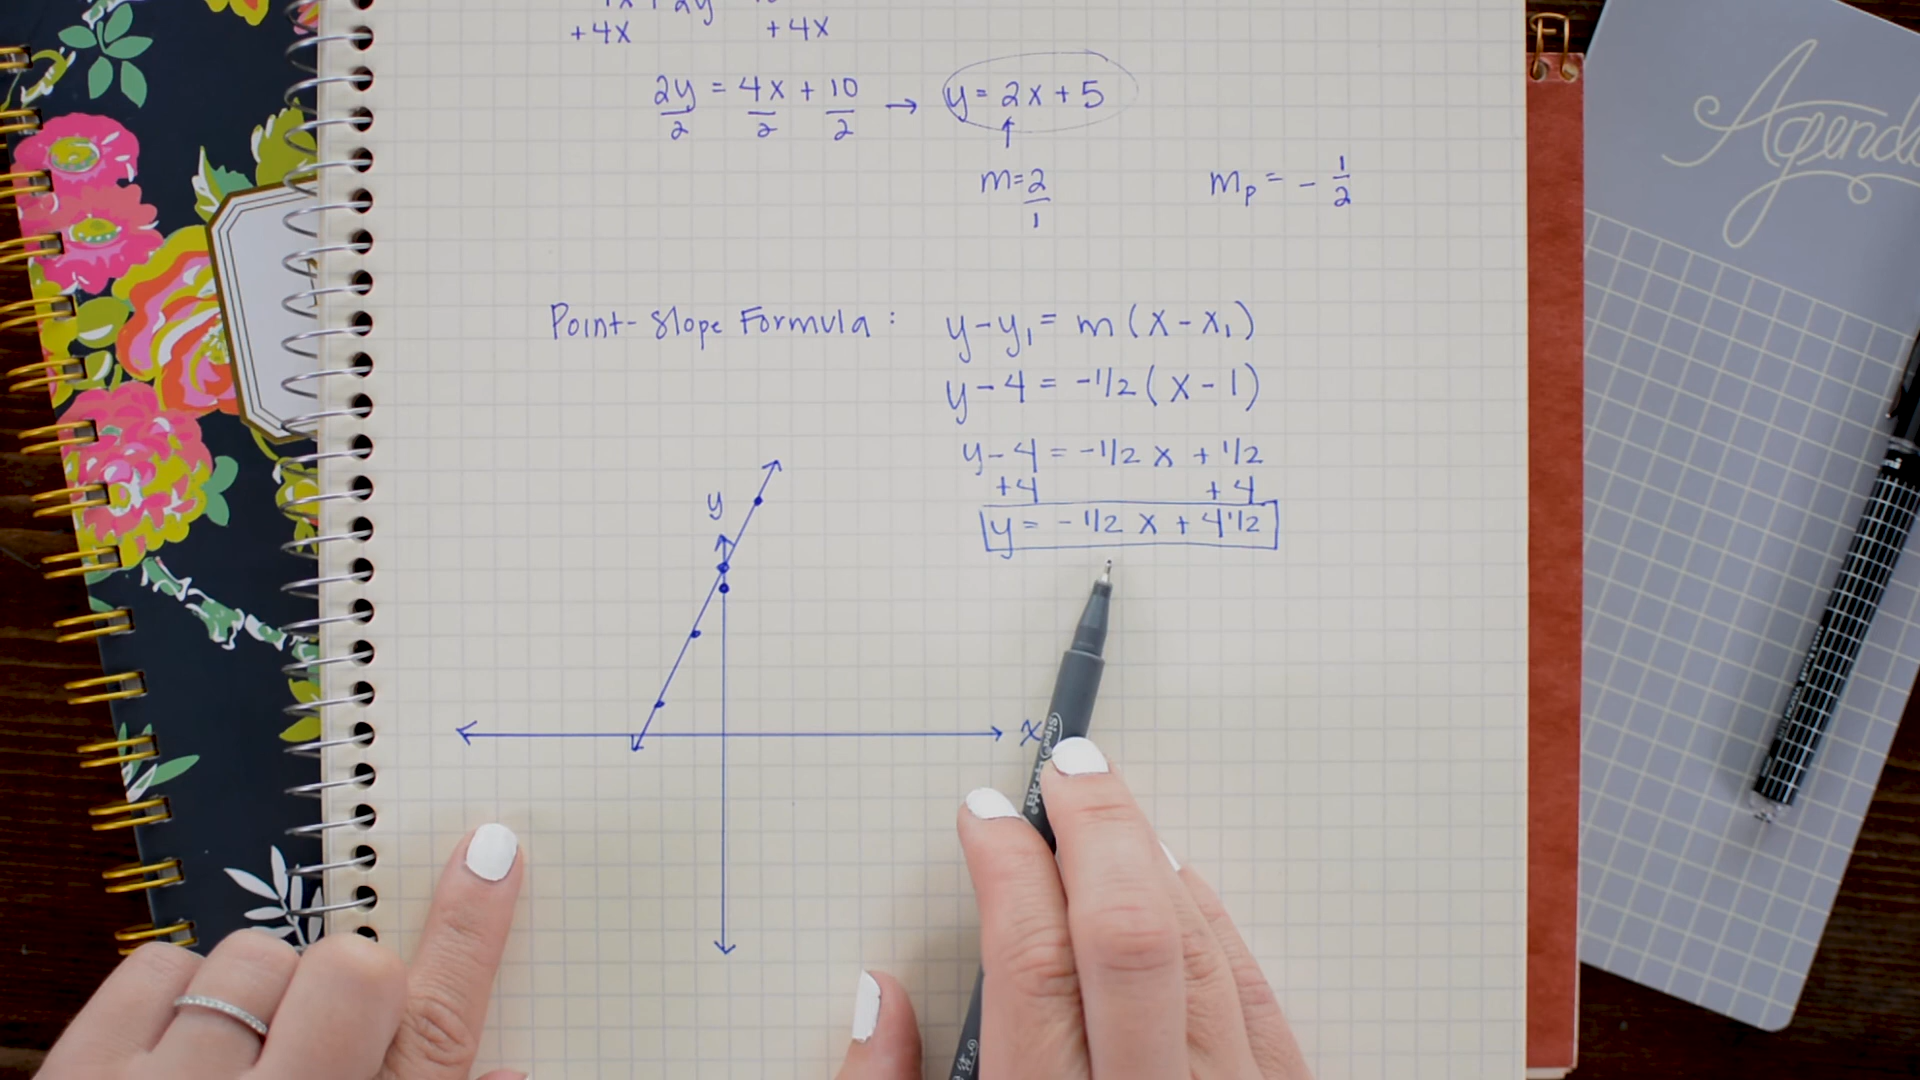 +4x +4x
2y = 4x + 10 → y = 2x + 5
2 2 2
m=2 mp = - 1
1 2
Point-Slope Formula : y-y₁ = m(x-x₁)
y-4 = -1/2(x-1)
y-4 = -1/2 x + 1/2
+4 +4
y = -1/2 x + 4 1/2
y
x
Agenda